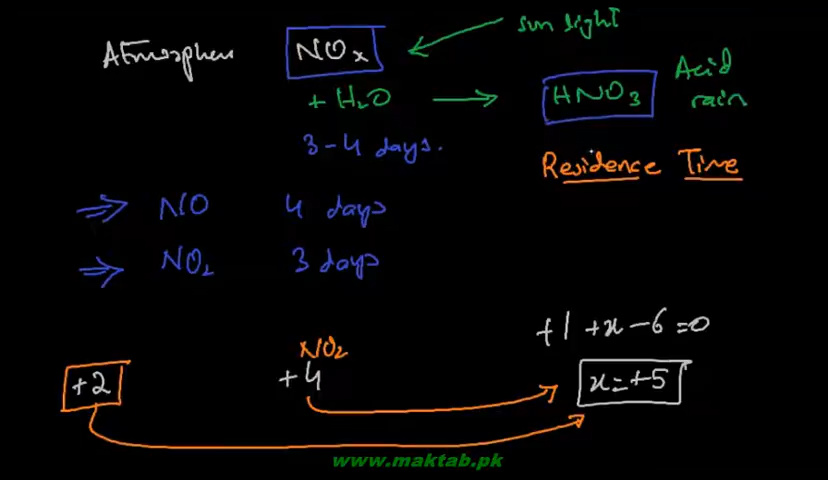 sun light
Atmosphere NOx
+ H2O → HNO3 Acid rain
3-4 days.
Residence Time
⇒ NO 4 days
⇒ NO2 3 days
+1 +x -6 =0
NO2
+2 +4 x=+5
www.maktab.pk